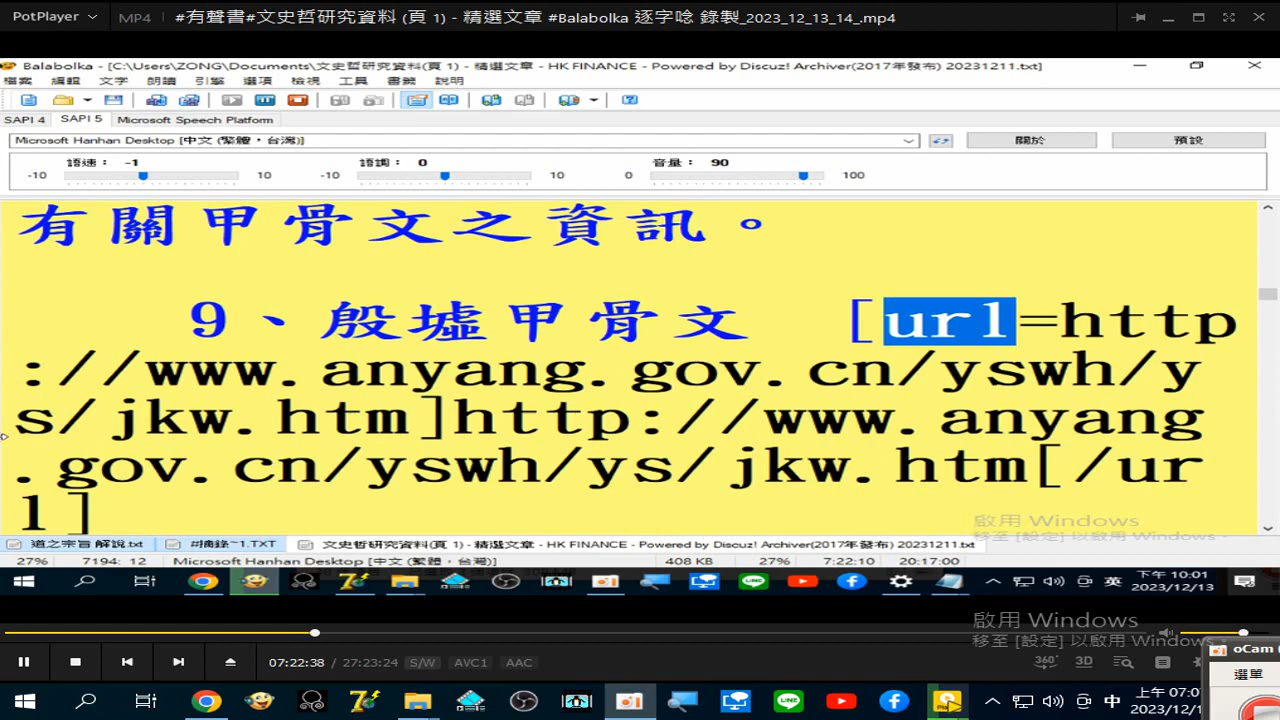 PotPlayer MP4 #有聲書#文史哲研究資料 (頁 1) - 精選文章 #Balabolka 逐字唸 錄製_2023_12_13_14_.mp4
Balabolka - [C:\Users\ZONG\Documents\文史哲研究資料(頁 1) - 精選文章 - HK FINANCE - Powered by Discuz! Archiver(2017年發布) 20231211.txt]
檔案 編輯 文字 朗讀 引擎 選項 檢視 工具 書籤 說明
SAPI 4 SAPI 5 Microsoft Speech Platform
Microsoft Hanhan Desktop [中文 (繁體，台灣)] 關於 預設
語速： -1 語調： 0 音量： 90
-10 10 -10 10 0 100
有關甲骨文之資訊。
9、殷墟甲骨文 [url=http
://www.anyang.gov.cn/yswh/y
s/jkw.htm]http://www.anyang
.gov.cn/yswh/ys/jkw.htm[/ur
l]
啟用 Windows
移至 [設定] 以啟用 Windows。
道之宗旨 解說.txt #摘錄~1.TXT 文史哲研究資料(頁 1) - 精選文章 - HK FINANCE - Powered by Discuz! Archiver(2017年發布) 20231211.txt
27% 7194: 12 Microsoft Hanhan Desktop [中文 (繁體，台灣)] 408 KB 27% 7:22:10 20:17:00
英 下午 10:01
2023/12/13
啟用 Windows
移至 [設定] 以啟用 Windows。
07:22:38 / 27:23:24 S/W AVC1 AAC 360° 3D
oCam (
選單
中 上午 07:0
2023/12/1